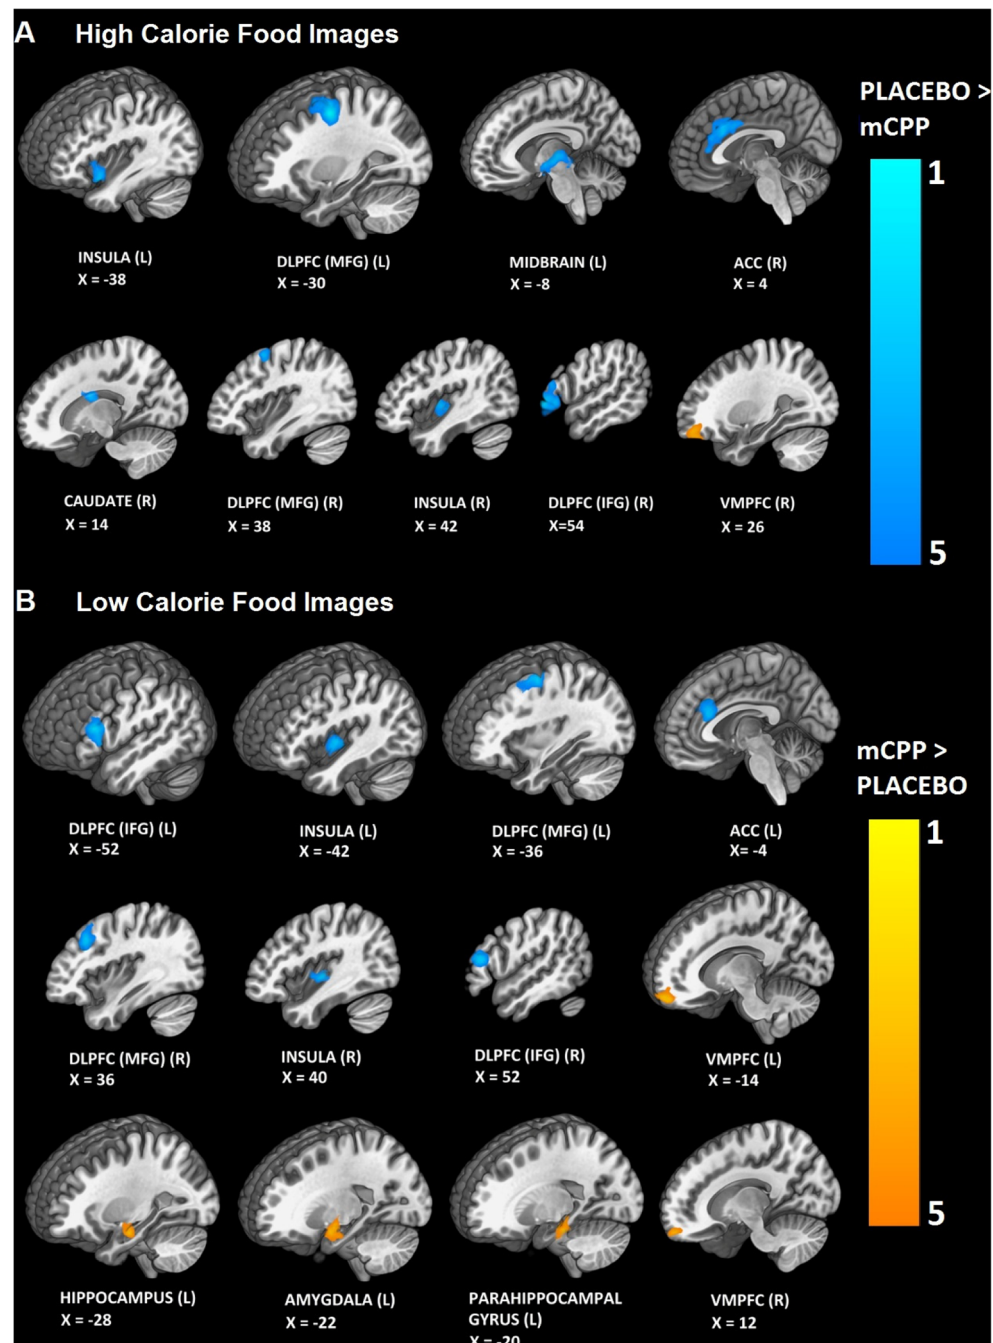 A High Calorie Food Images
PLACEBO >
mCPP
1
5
INSULA (L)
X = -38
DLPFC (MFG) (L)
X = -30
MIDBRAIN (L)
X = -8
ACC (R)
X = 4
CAUDATE (R)
X = 14
DLPFC (MFG) (R)
X = 38
INSULA (R)
X = 42
DLPFC (IFG) (R)
X=54
VMPFC (R)
X = 26
B Low Calorie Food Images
mCPP >
PLACEBO
1
5
DLPFC (IFG) (L)
X = -52
INSULA (L)
X = -42
DLPFC (MFG) (L)
X = -36
ACC (L)
X= -4
DLPFC (MFG) (R)
X = 36
INSULA (R)
X = 40
DLPFC (IFG) (R)
X = 52
VMPFC (L)
X = -14
HIPPOCAMPUS (L)
X = -28
AMYGDALA (L)
X = -22
PARAHIPPOCAMPAL
GYRUS (L)
X = -20
VMPFC (R)
X = 12